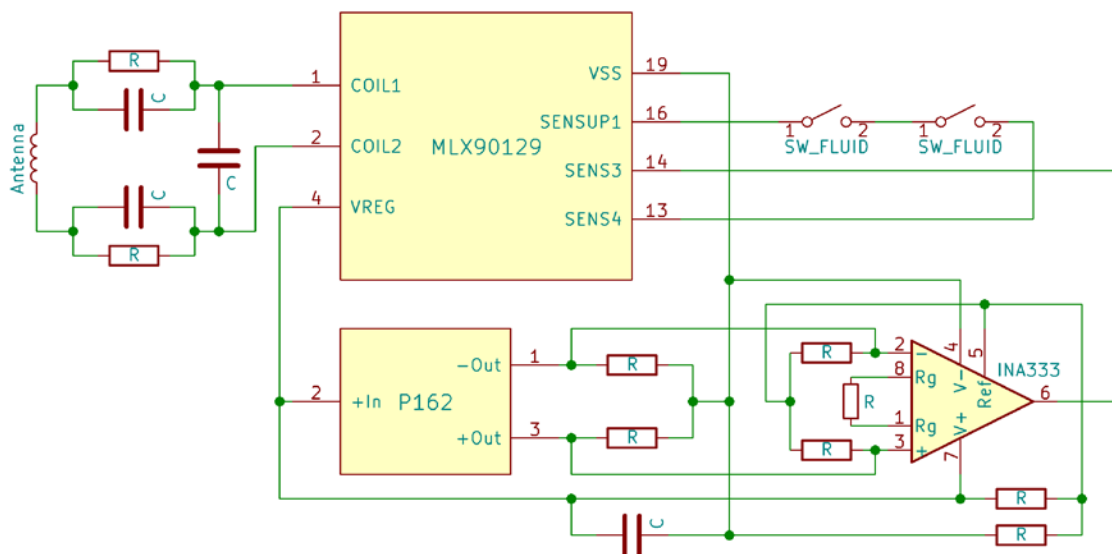 R
C
Antenna
C
C
R
1 COIL1
2 COIL2
4 VREG
MLX90129
VSS 19
SENSUP1 16
SENS3 14
SENS4 13
1 2
SW_FLUID
1 2
SW_FLUID
2 +In
P162
-Out 1
+Out 3
R
R
R
R
R
2 -
8 Rg
1 Rg
3 +
4 V-
5 Ref
V+ 7
INA333
6
R
R
C